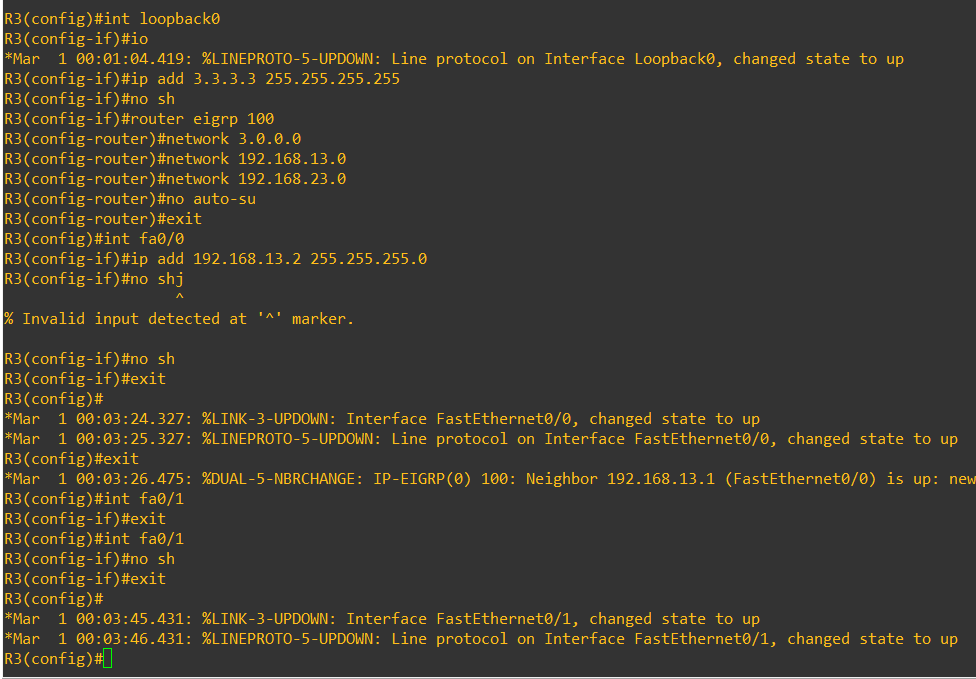 R3(config)#int loopback0
R3(config-if)#io
*Mar  1 00:01:04.419: %LINEPROTO-5-UPDOWN: Line protocol on Interface Loopback0, changed state to up
R3(config-if)#ip add 3.3.3.3 255.255.255.255
R3(config-if)#no sh
R3(config-if)#router eigrp 100
R3(config-router)#network 3.0.0.0
R3(config-router)#network 192.168.13.0
R3(config-router)#network 192.168.23.0
R3(config-router)#no auto-su
R3(config-router)#exit
R3(config)#int fa0/0
R3(config-if)#ip add 192.168.13.2 255.255.255.0
R3(config-if)#no shj
                   ^
% Invalid input detected at '^' marker.
R3(config-if)#no sh
R3(config-if)#exit
R3(config)#
*Mar  1 00:03:24.327: %LINK-3-UPDOWN: Interface FastEthernet0/0, changed state to up
*Mar  1 00:03:25.327: %LINEPROTO-5-UPDOWN: Line protocol on Interface FastEthernet0/0, changed state to up
R3(config)#exit
*Mar  1 00:03:26.475: %DUAL-5-NBRCHANGE: IP-EIGRP(0) 100: Neighbor 192.168.13.1 (FastEthernet0/0) is up: new
R3(config)#int fa0/1
R3(config-if)#exit
R3(config)#int fa0/1
R3(config-if)#no sh
R3(config-if)#exit
R3(config)#
*Mar  1 00:03:45.431: %LINK-3-UPDOWN: Interface FastEthernet0/1, changed state to up
*Mar  1 00:03:46.431: %LINEPROTO-5-UPDOWN: Line protocol on Interface FastEthernet0/1, changed state to up
R3(config)#